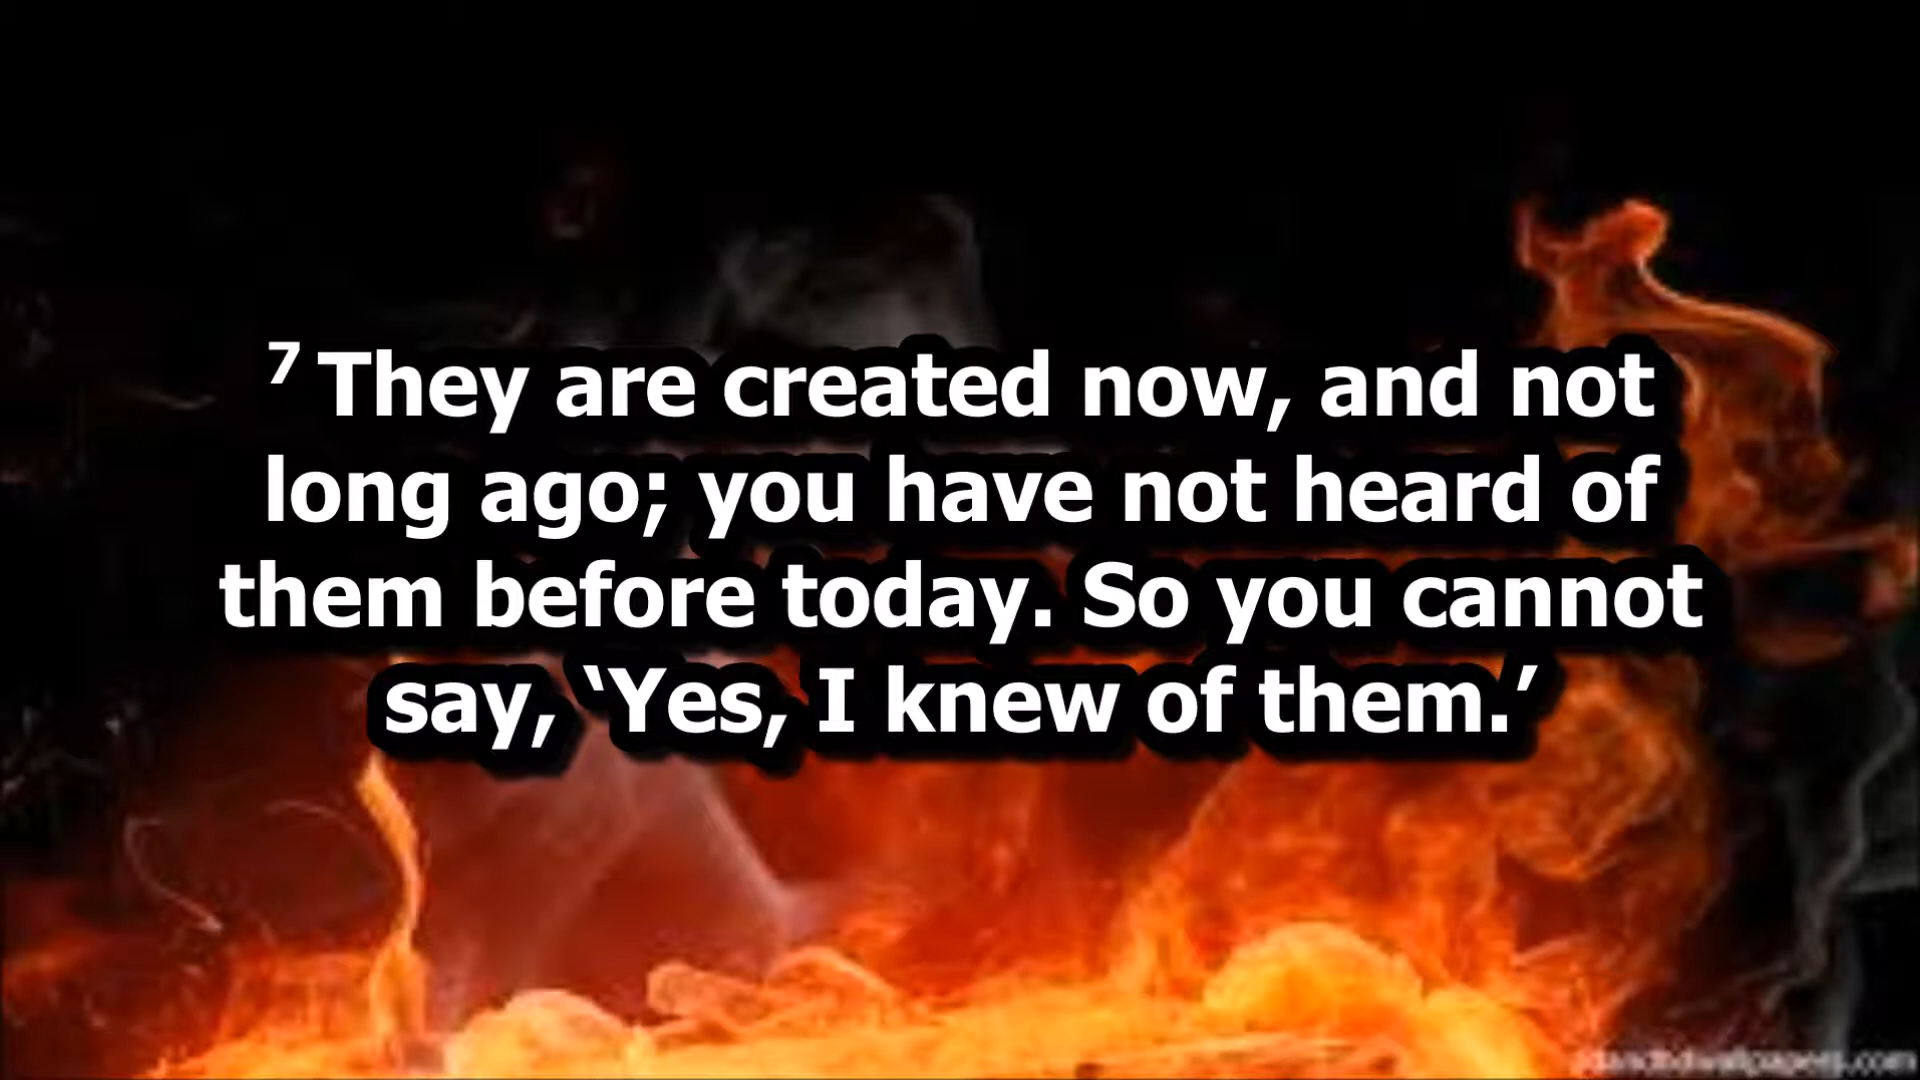 7 They are created now, and not
long ago; you have not heard of
them before today. So you cannot
say, ‘Yes, I knew of them.’